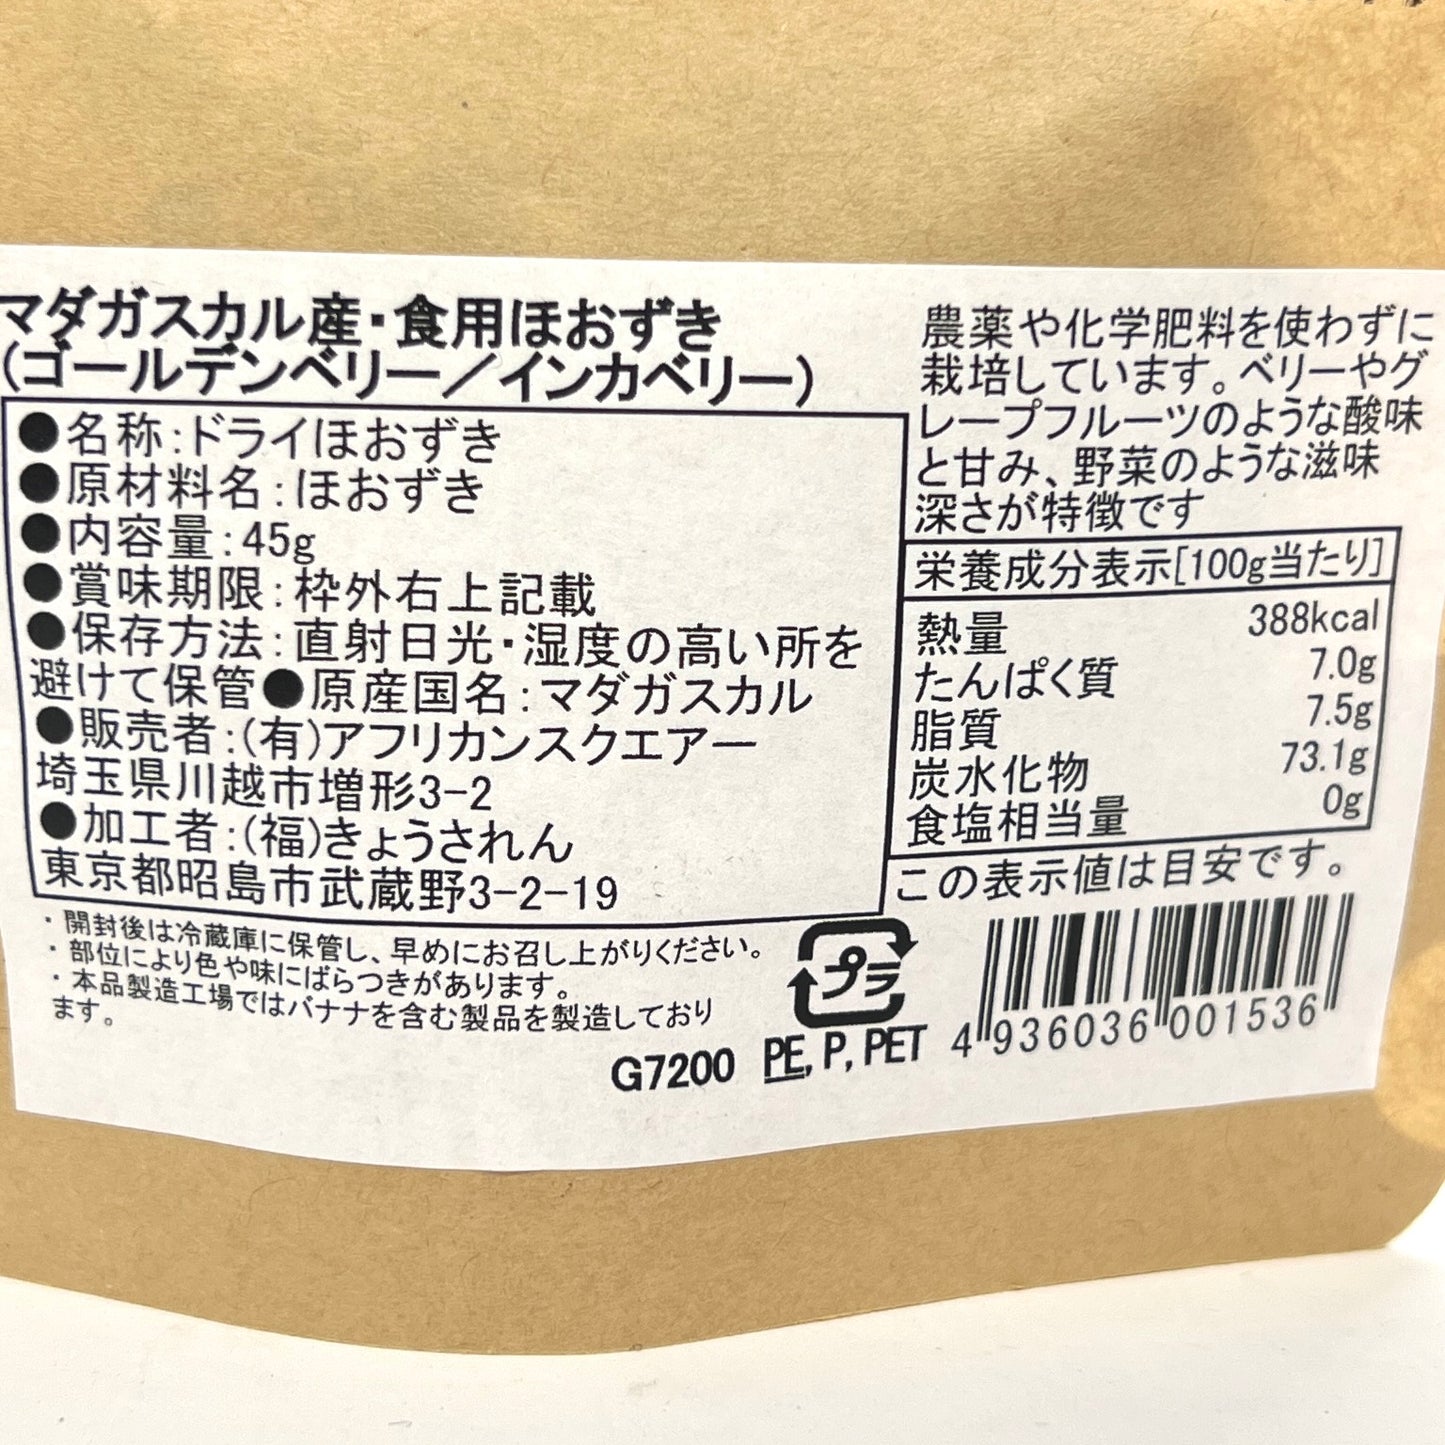 マダガスカル産・食用ほおずき
(ゴールデンベリー／インカベリー)
●名称:ドライほおずき
●原材料名:ほおずき
●内容量:45g
●賞味期限:枠外右上記載
●保存方法:直射日光・湿度の高い所を
避けて保管●原産国名:マダガスカル
●販売者:(有)アフリカンスクエアー
埼玉県川越市増形3-2
●加工者:(福)きょうされん
東京都昭島市武蔵野3-2-19
・開封後は冷蔵庫に保管し、早めにお召し上がりください。
・部位により色や味にばらつきがあります。
・本品製造工場ではバナナを含む製品を製造しており
ます。
農薬や化学肥料を使わずに
栽培しています。ベリーやグ
レープフルーツのような酸味
と甘み、野菜のような滋味
深さが特徴です
栄養成分表示[100g当たり]
熱量 388kcal
たんぱく質 7.0g
脂質 7.5g
炭水化物 73.1g
食塩相当量 0g
この表示値は目安です。
プラ
G7200 PE, P, PET
4 936036 001536